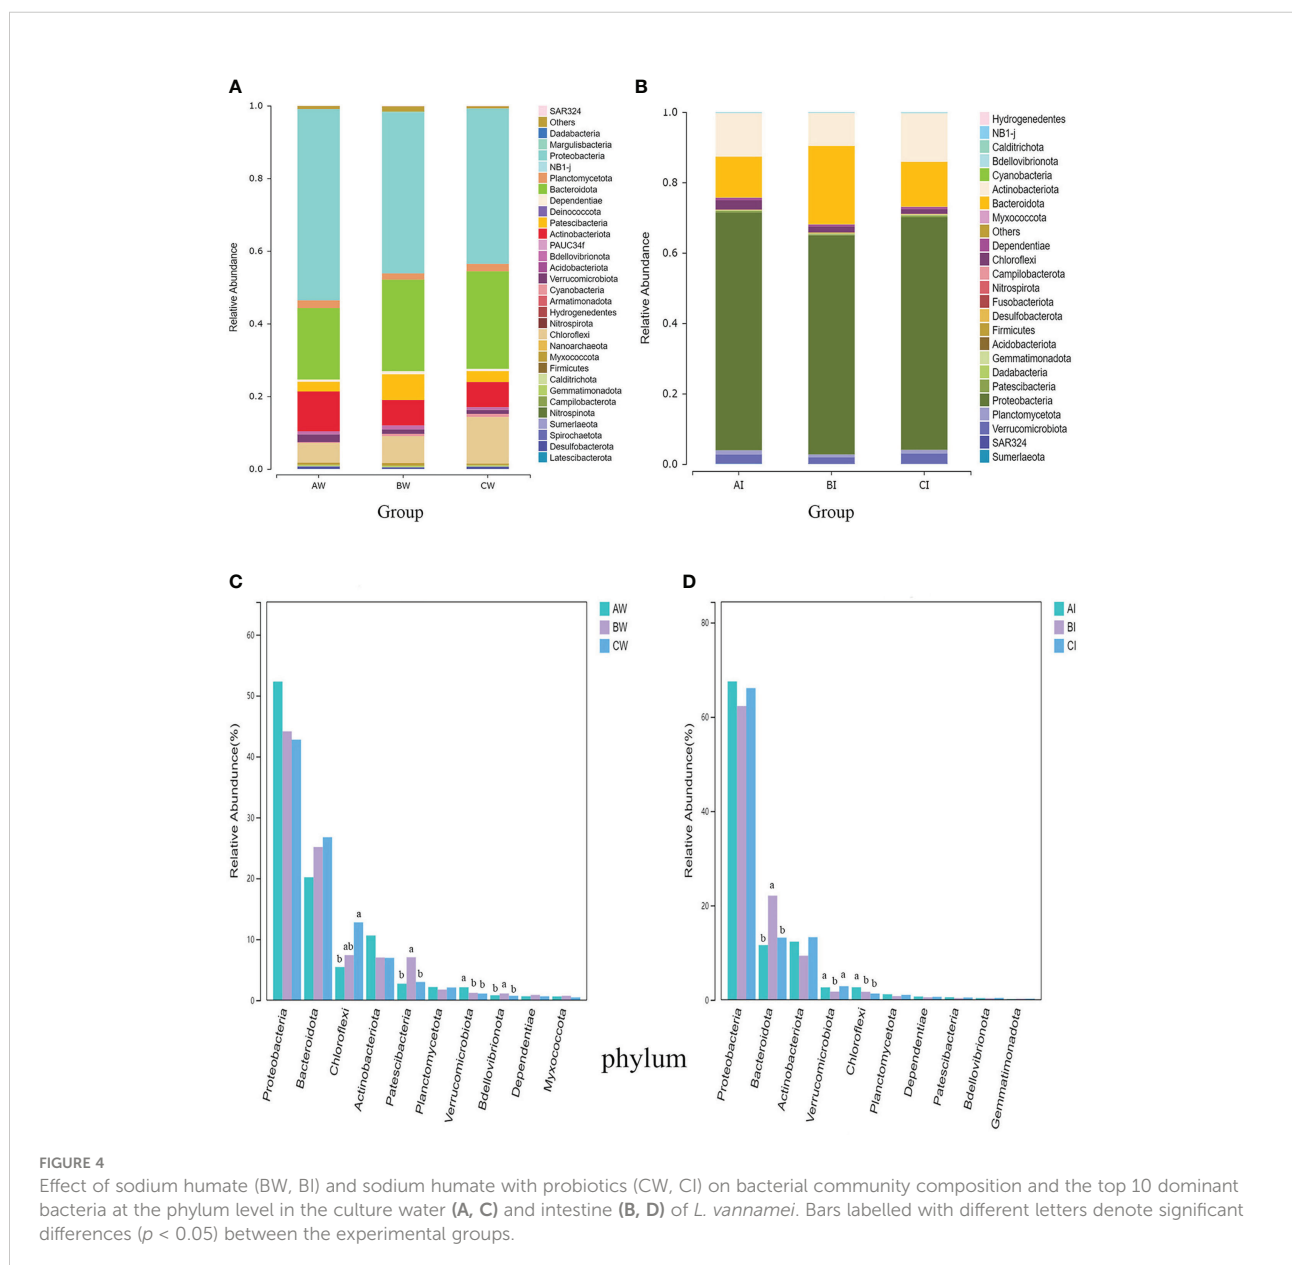 A
1.0
0.8
0.6
0.4
0.2
0.0
Relative Abundance
AW
BW
CW
Group
SAR324
Others
Dadabacteria
Margulisbacteria
Proteobacteria
NB1-j
Planctomycetota
Bacteroidota
Dependentiae
Deinococcota
Patescibacteria
Actinobacteriota
PAUC34f
Bdellovibrionota
Acidobacteriota
Verrucomicrobiota
Cyanobacteria
Armatimonadota
Hydrogenedentes
Nitrospirota
Chloroflexi
Nanoarchaeota
Myxococcota
Firmicutes
Calditrichota
Gemmatimonadota
Campilobacterota
Nitrospinota
Sumerlaeota
Spirochaetota
Desulfobacterota
Latescibacterota
B
1.0
0.8
0.6
0.4
0.2
0.0
Relative Abundance
AI
BI
CI
Group
Hydrogenedentes
NB1-j
Calditrichota
Bdellovibrionota
Cyanobacteria
Actinobacteriota
Bacteroidota
Myxococcota
Others
Dependentiae
Chloroflexi
Campilobacterota
Nitrospirota
Fusobacteriota
Desulfobacterota
Firmicutes
Acidobacteriota
Gemmatimonadota
Dadabacteria
Patescibacteria
Proteobacteria
Planctomycetota
Verrucomicrobiota
SAR324
Sumerlaeota
C
60
50
40
30
20
10
0
Relative Abundunce(%)
b
ab
a
b
a
b
a
b
b
b
a
b
AW
BW
CW
Proteobacteria
Bacteroidota
Chloroflexi
Actinobacteriota
Patescibacteria
Planctomycetota
Verrucomicrobiota
Bdellovibrionota
Dependentiae
Myxococcota
D
80
60
40
20
0
Relative Abundunce(%)
b
a
b
a
b
a
a
b
b
AI
BI
CI
Proteobacteria
Bacteroidota
Actinobacteriota
Verrucomicrobiota
Chloroflexi
Planctomycetota
Dependentiae
Patescibacteria
Bdellovibrionota
Gemmatimonadota
phylum
FIGURE 4
Effect of sodium humate (BW, BI) and sodium humate with probiotics (CW, CI) on bacterial community composition and the top 10 dominant
bacteria at the phylum level in the culture water (A, C) and intestine (B, D) of L. vannamei. Bars labelled with different letters denote significant
differences (p < 0.05) between the experimental groups.